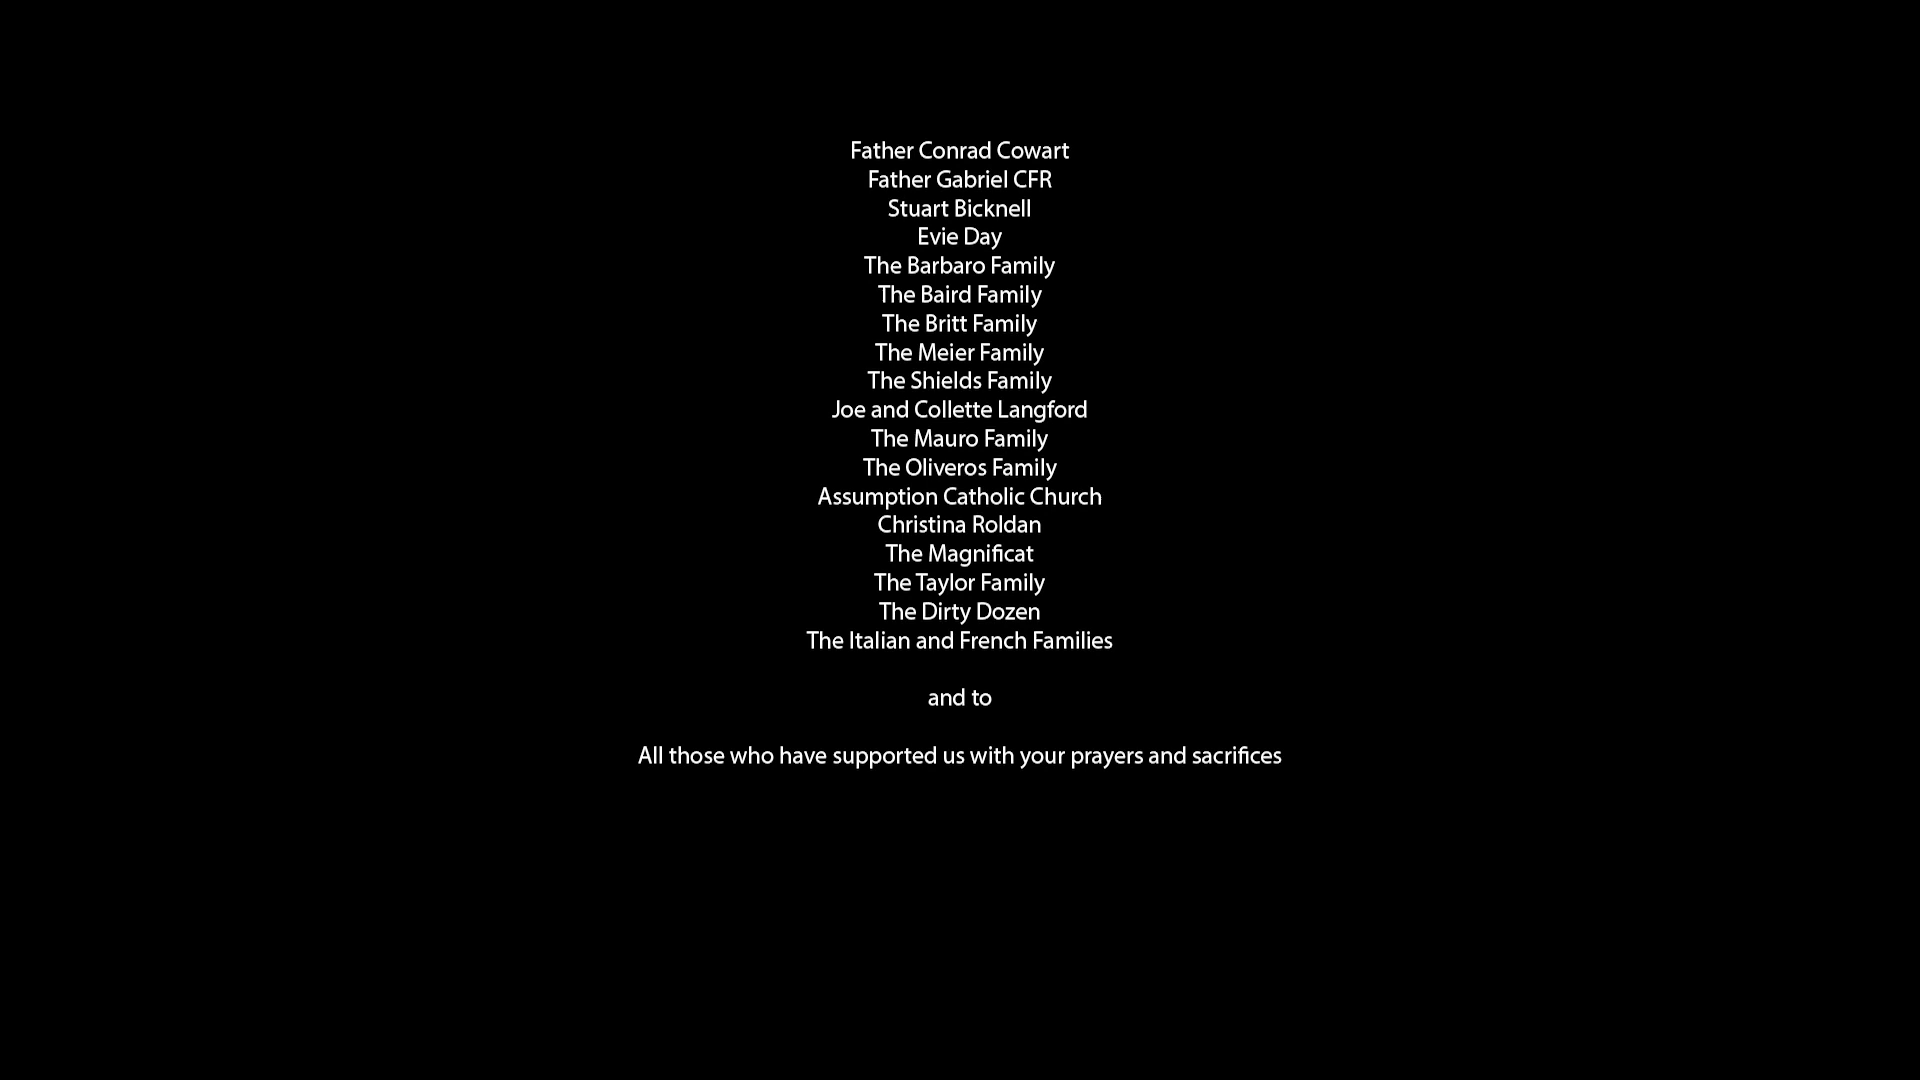 Father Conrad Cowart
Father Gabriel CFR
Stuart Bicknell
Evie Day
The Barbaro Family
The Baird Family
The Britt Family
The Meier Family
The Shields Family
Joe and Collette Langford
The Mauro Family
The Oliveros Family
Assumption Catholic Church
Christina Roldan
The Magnificat
The Taylor Family
The Dirty Dozen
The Italian and French Families
and to
All those who have supported us with your prayers and sacrifices